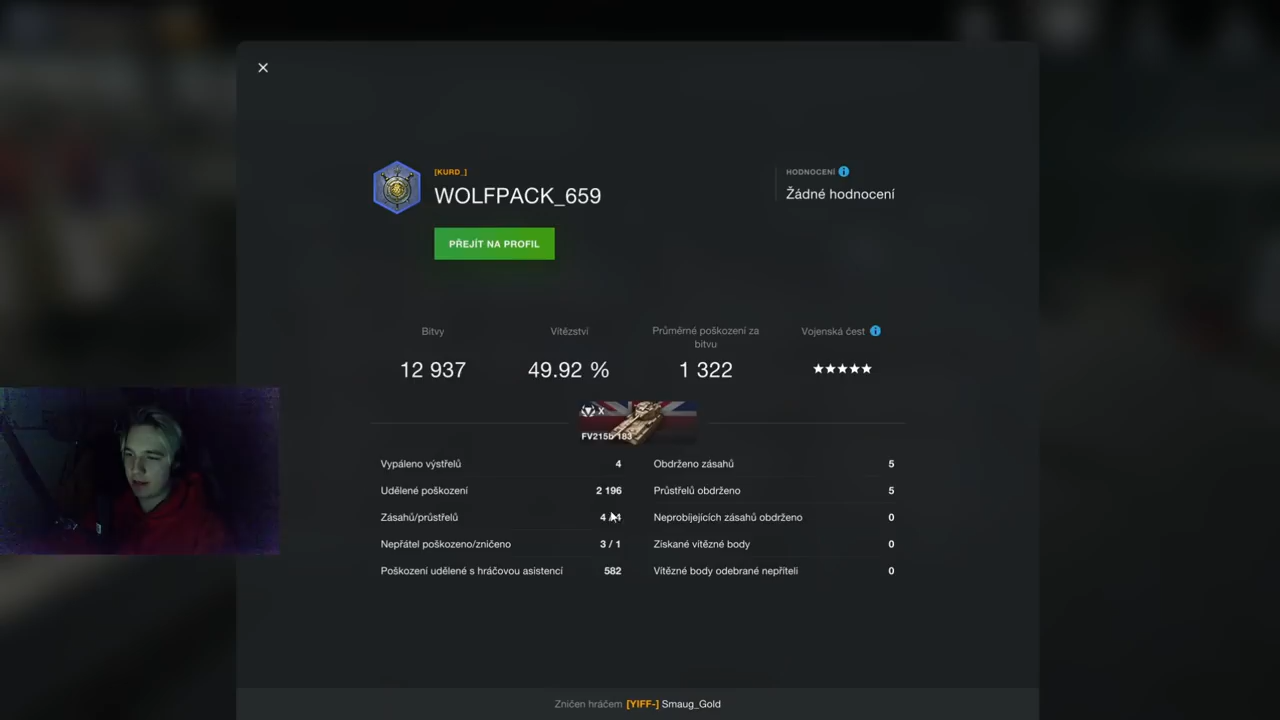 [KURD_]
WOLFPACK_659
HODNOCENÍ
Žádné hodnocení
PŘEJÍT NA PROFIL
Bitvy
Vítězství
Průměrné poškození za
bitvu
Vojenská čest
12 937
49.92 %
1 322
X
FV215b 183
Vypáleno výstřelů 4
Obdrženo zásahů 5
Udělené poškození 2 196
Průstřelů obdrženo 5
Zásahů/průstřelů 4
Neprobíjejících zásahů obdrženo 0
Nepřátel poškozeno/zničeno 3 / 1
Získané vítězné body 0
Poškození udělené s hráčovou asistencí 582
Vítězné body odebrané nepříteli 0
Zničen hráčem [YIFF-] Smaug_Gold